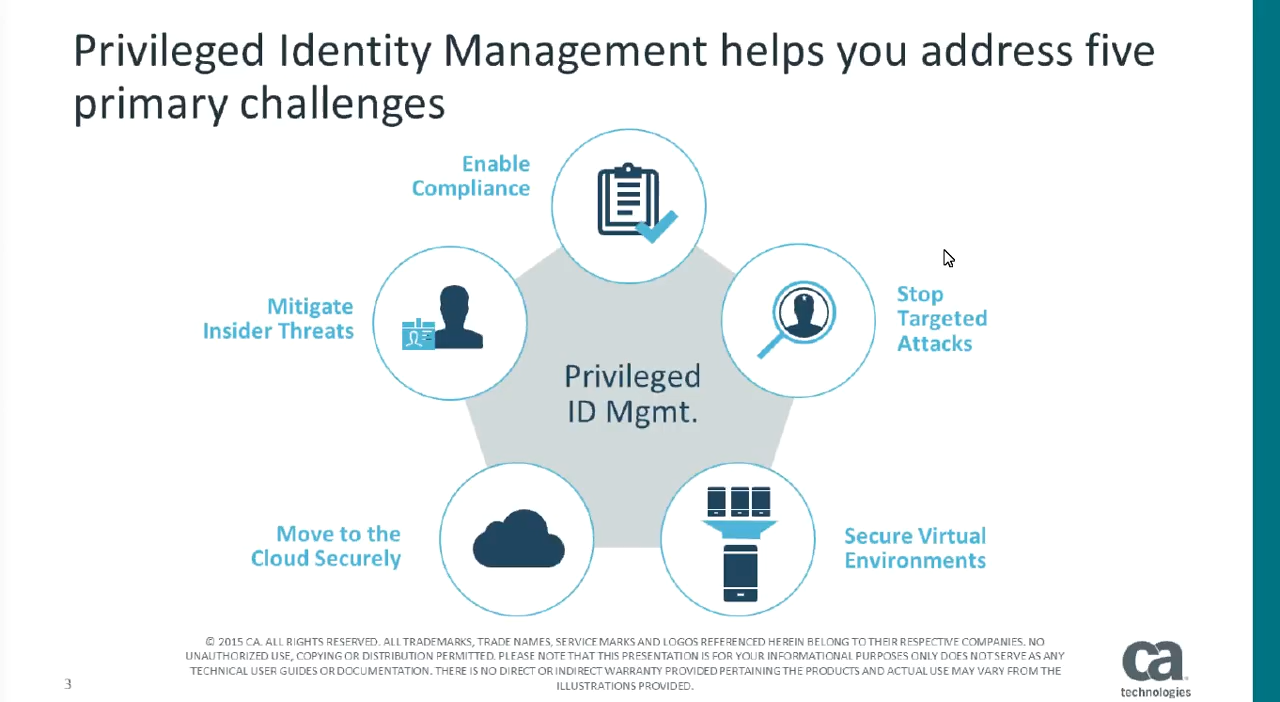 Privileged Identity Management helps you address five
primary challenges
Enable
Compliance
Mitigate
Insider Threats
Stop
Targeted
Attacks
Privileged
ID Mgmt.
Move to the
Cloud Securely
Secure Virtual
Environments
© 2015 CA. ALL RIGHTS RESERVED. ALL TRADEMARKS, TRADE NAMES, SERVICE MARKS AND LOGOS REFERENCED HEREIN BELONG TO THEIR RESPECTIVE COMPANIES. NO
UNAUTHORIZED USE, COPYING OR DISTRIBUTION PERMITTED. PLEASE NOTE THAT THIS PRESENTATION IS FOR YOUR INFORMATIONAL PURPOSES ONLY DOES NOT SERVE AS ANY
TECHNICAL USER GUIDES OR DOCUMENTATION. THERE IS NO DIRECT OR INDIRECT WARRANTY PROVIDED PERTAINING THE PRODUCTS AND ACTUAL USE MAY VARY FROM THE
ILLUSTRATIONS PROVIDED.
3
ca
technologies